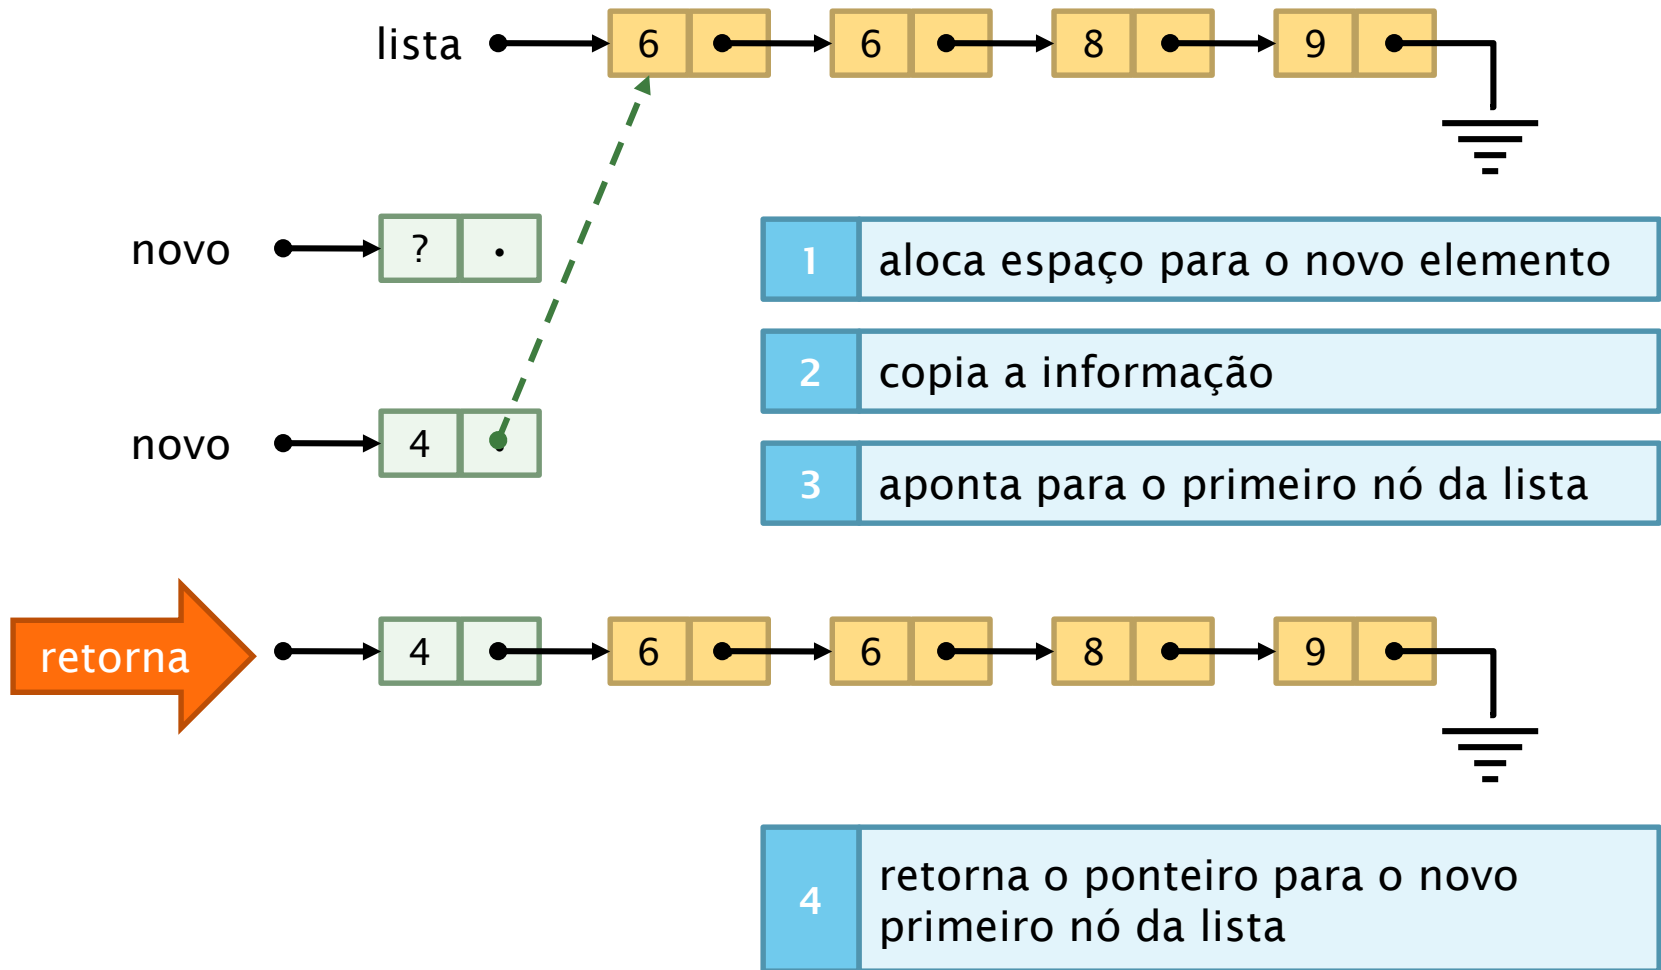 lista 6 6 8 9
novo ? .
1 aloca espaço para o novo elemento
2 copia a informação
novo 4
3 aponta para o primeiro nó da lista
retorna 4 6 6 8 9
4 retorna o ponteiro para o novo
primeiro nó da lista